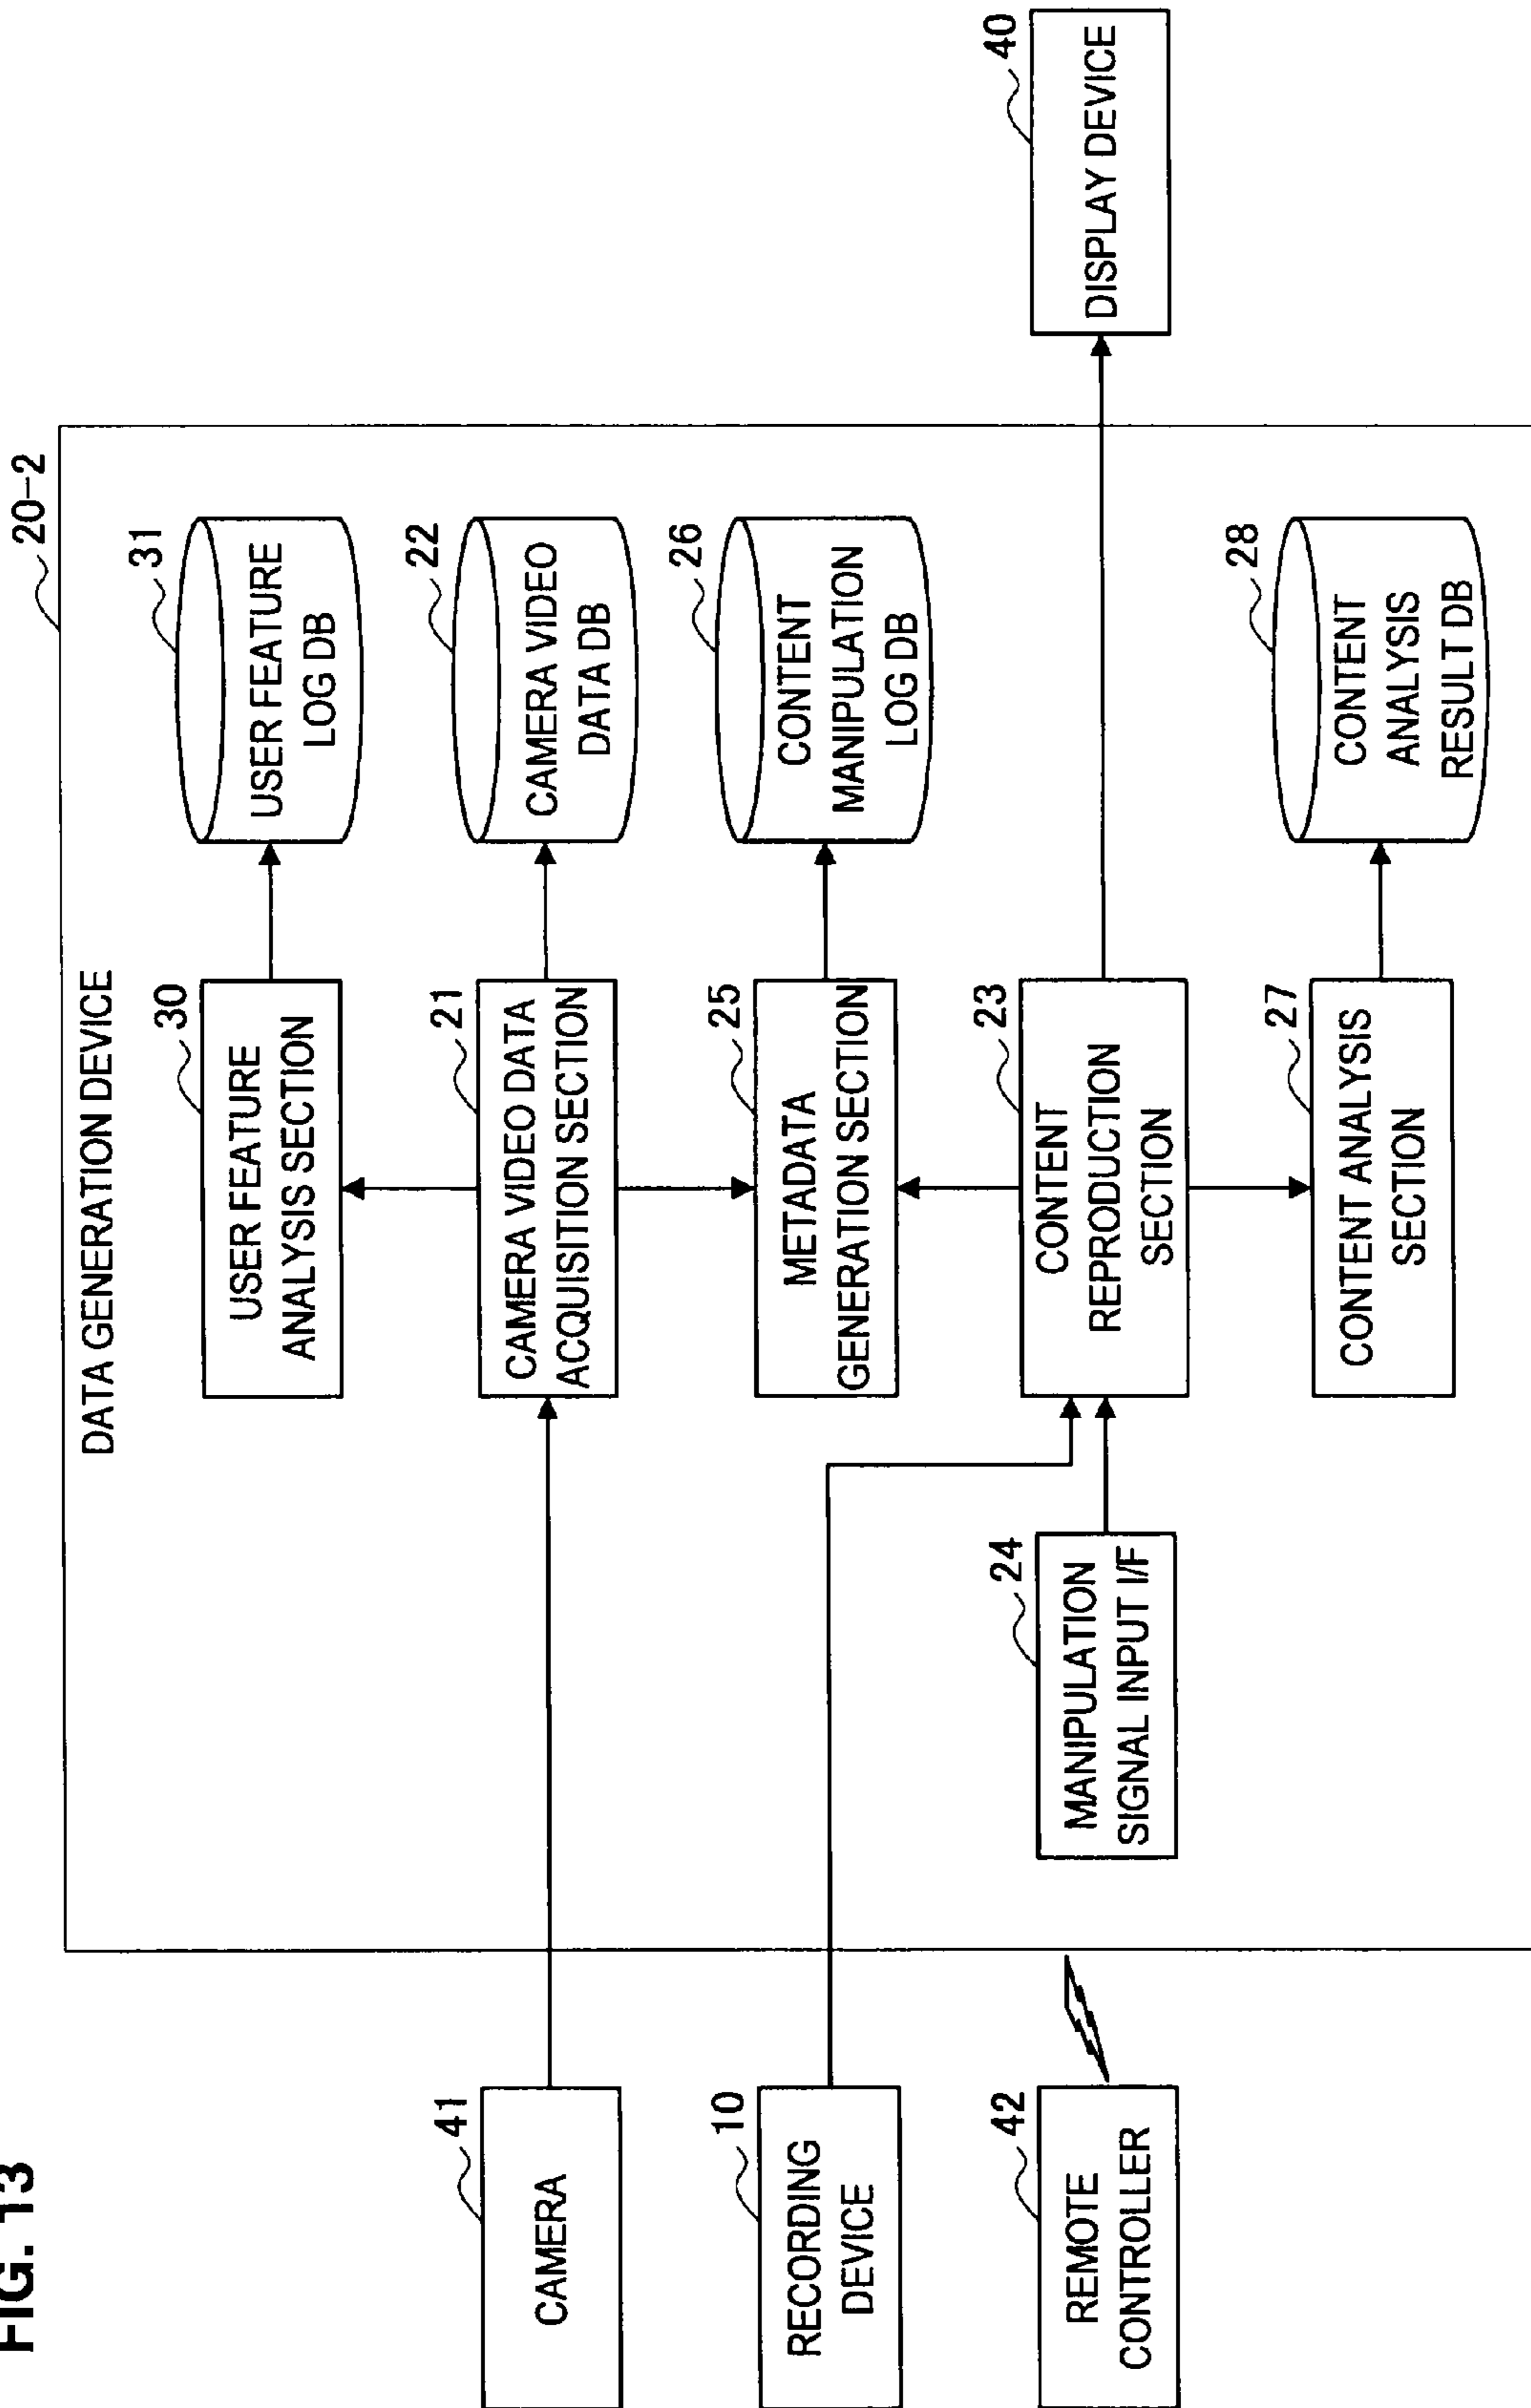 FIG. 13
20-2
DATA GENERATION DEVICE
30
USER FEATURE
ANALYSIS SECTION
31
USER FEATURE
LOG DB
41
CAMERA
21
CAMERA VIDEO DATA
ACQUISITION SECTION
22
CAMERA VIDEO
DATA DB
10
RECORDING
DEVICE
25
METADATA
GENERATION SECTION
26
CONTENT
MANIPULATION
LOG DB
42
REMOTE
CONTROLLER
24
MANIPULATION
SIGNAL INPUT I/F
23
CONTENT
REPRODUCTION
SECTION
40
DISPLAY DEVICE
27
CONTENT ANALYSIS
SECTION
28
CONTENT
ANALYSIS
RESULT DB